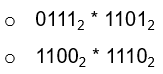 ○ 0111₂ * 1101₂
○ 1100₂ * 1110₂